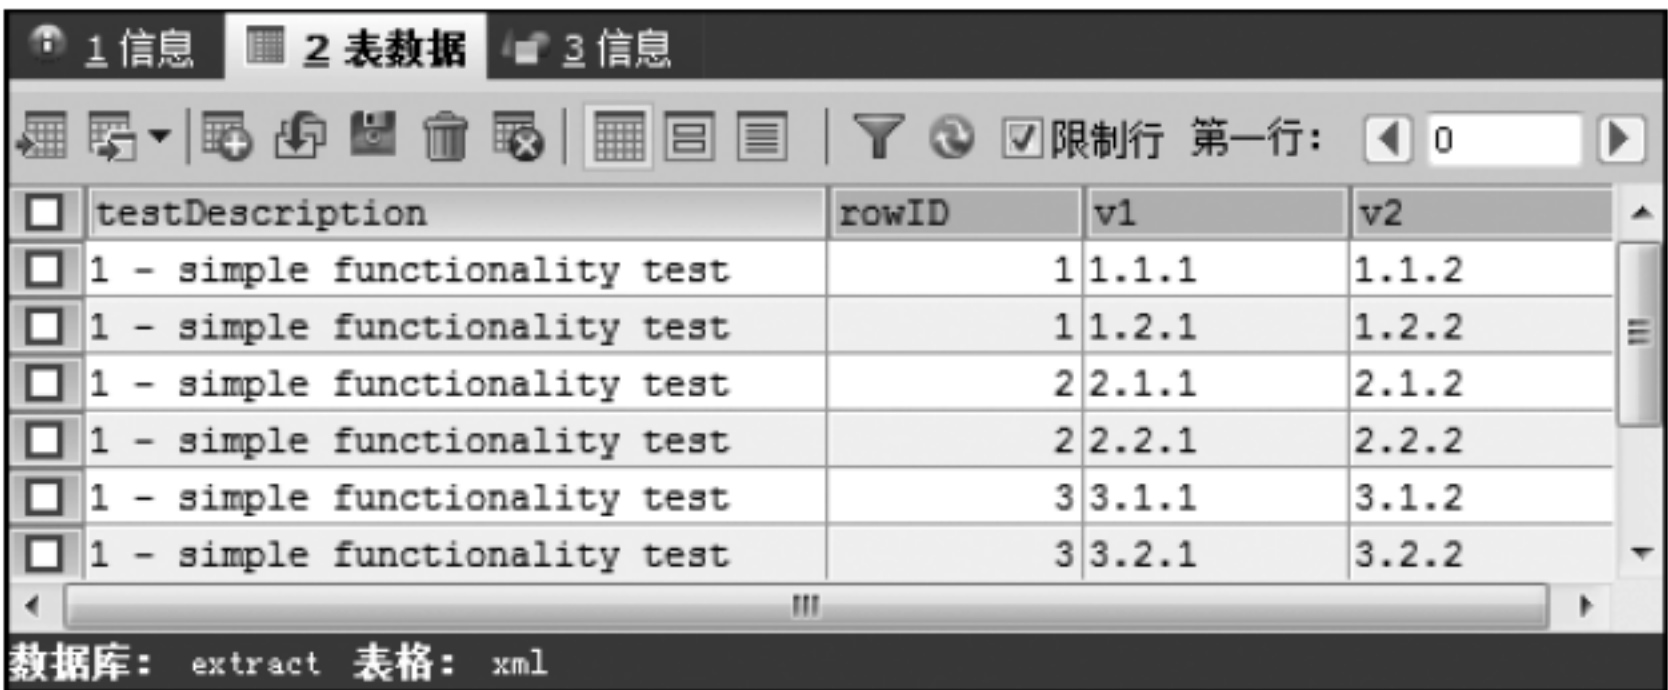 1 信息 2 表数据 3 信息
限制行 第一行: 0
testDescription rowID v1 v2
1 - simple functionality test 1 1.1.1 1.1.2
1 - simple functionality test 1 1.2.1 1.2.2
1 - simple functionality test 2 2.1.1 2.1.2
1 - simple functionality test 2 2.2.1 2.2.2
1 - simple functionality test 3 3.1.1 3.1.2
1 - simple functionality test 3 3.2.1 3.2.2
数据库: extract 表格: xml